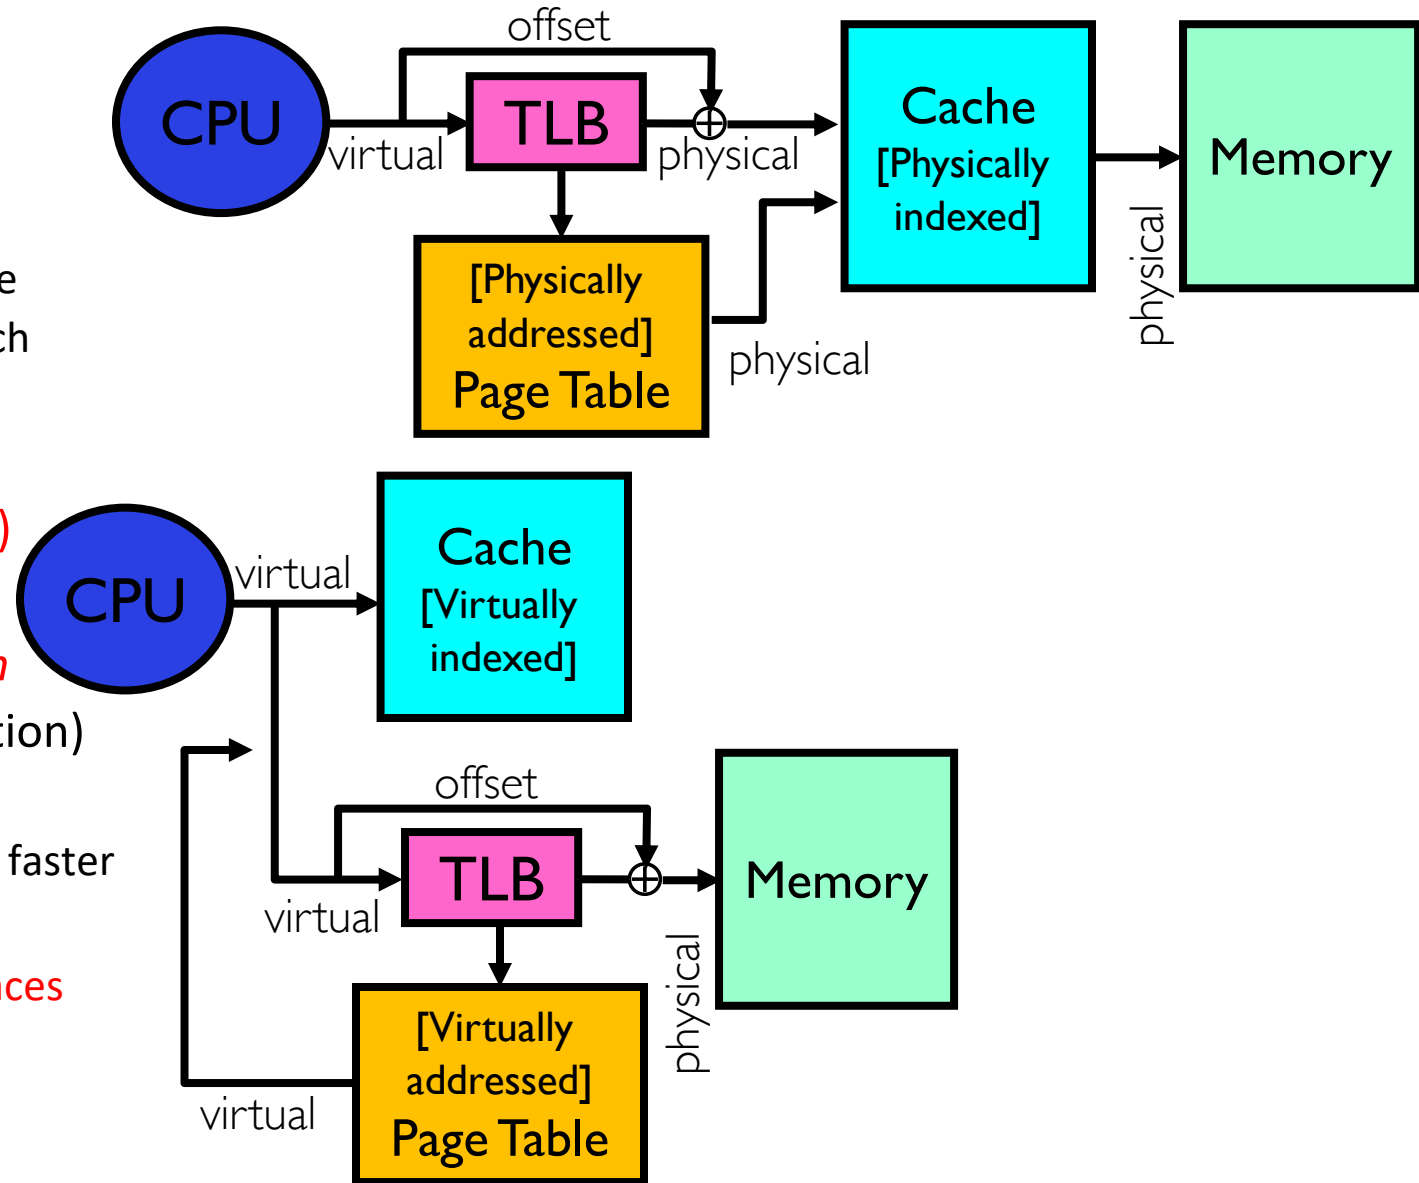 offset
CPU
TLB
virtual
physical
Cache
[Physically
indexed]
Memory
physical
[Physically
addressed]
Page Table
physical
e
ch
)
n
tion)
faster
nces
CPU
virtual
Cache
[Virtually
indexed]
offset
TLB
virtual
Memory
physical
[Virtually
addressed]
Page Table
virtual